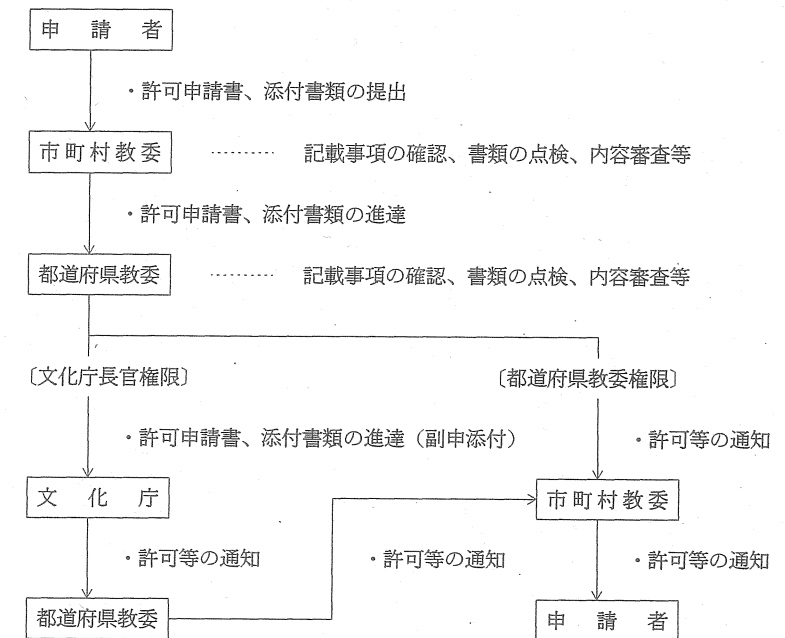 申請者
・許可申請書、添付書類の提出
市町村教委 ……… 記載事項の確認、書類の点検、内容審査等
・許可申請書、添付書類の進達
都道府県教委 ……… 記載事項の確認、書類の点検、内容審査等
〔文化庁長官権限〕 〔都道府県教委権限〕
・許可申請書、添付書類の進達（副申添付） ・許可等の通知
文化庁 市町村教委
・許可等の通知 ・許可等の通知 ・許可等の通知
都道府県教委 申請者